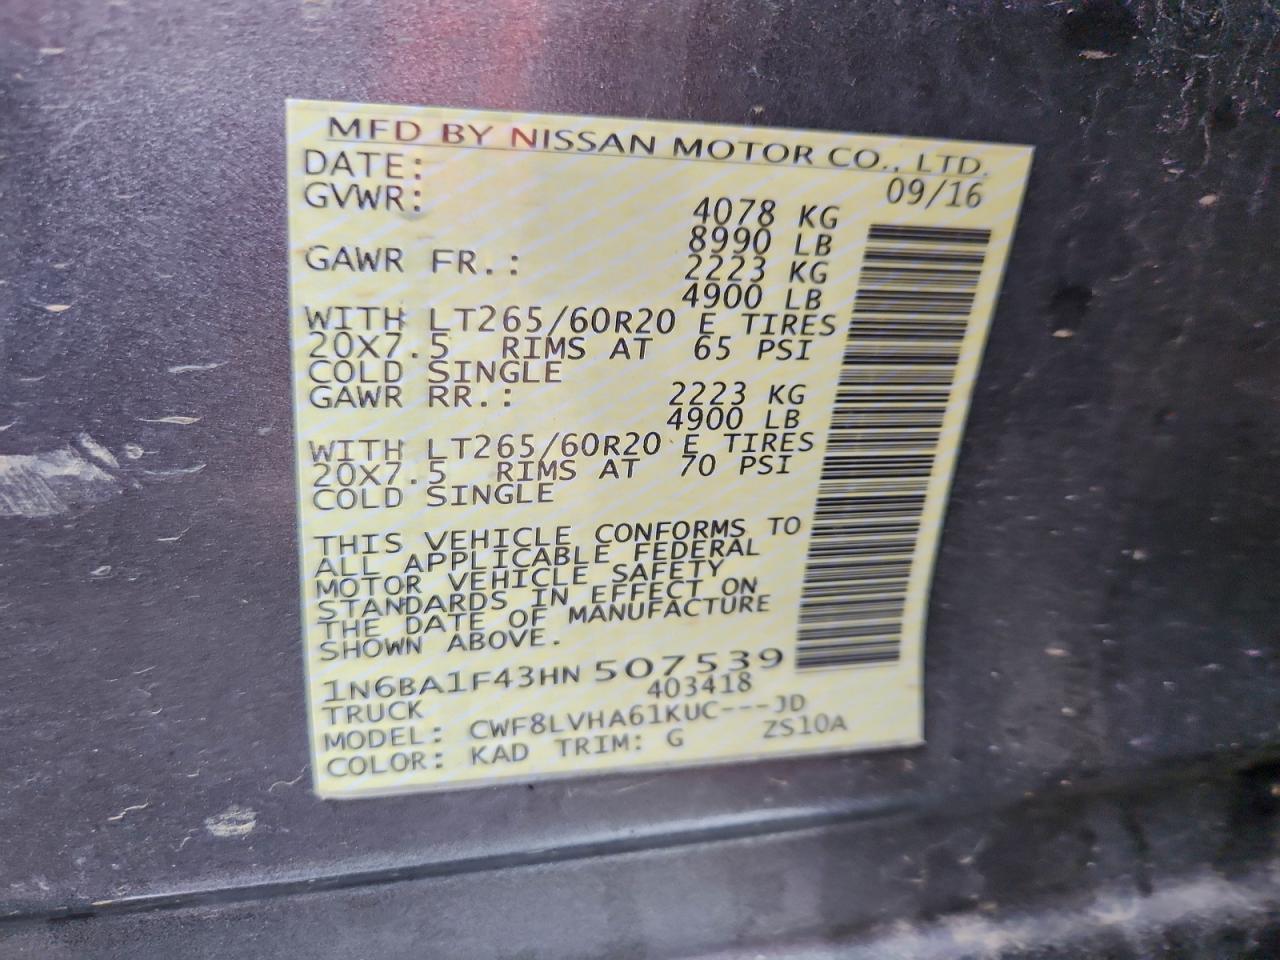 MFD BY NISSAN MOTOR CO., LTD.
DATE: 09/16
GVWR: 4078 KG
8990 LB
GAWR FR.: 2223 KG
4900 LB
WITH LT265/60R20 E TIRES
20X7.5 RIMS AT 65 PSI
COLD SINGLE
GAWR RR.: 2223 KG
4900 LB
WITH LT265/60R20 E TIRES
20X7.5 RIMS AT 70 PSI
COLD SINGLE
THIS VEHICLE CONFORMS TO
ALL APPLICABLE FEDERAL
MOTOR VEHICLE SAFETY
STANDARDS IN EFFECT ON
THE DATE OF MANUFACTURE
SHOWN ABOVE.
1N6BA1F43HN 507539
TRUCK 403418
MODEL: CWF8LVHA61KUC---JD
COLOR: KAD TRIM: G ZS10A